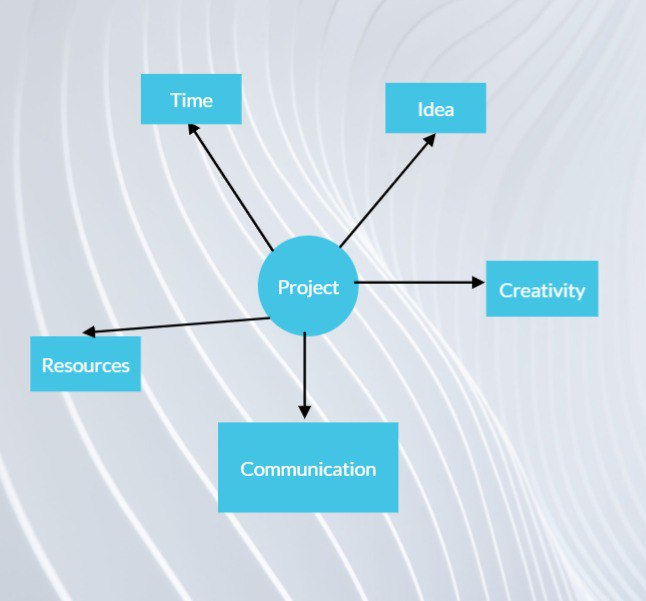 Time
Idea
Project
Creativity
Resources
Communication